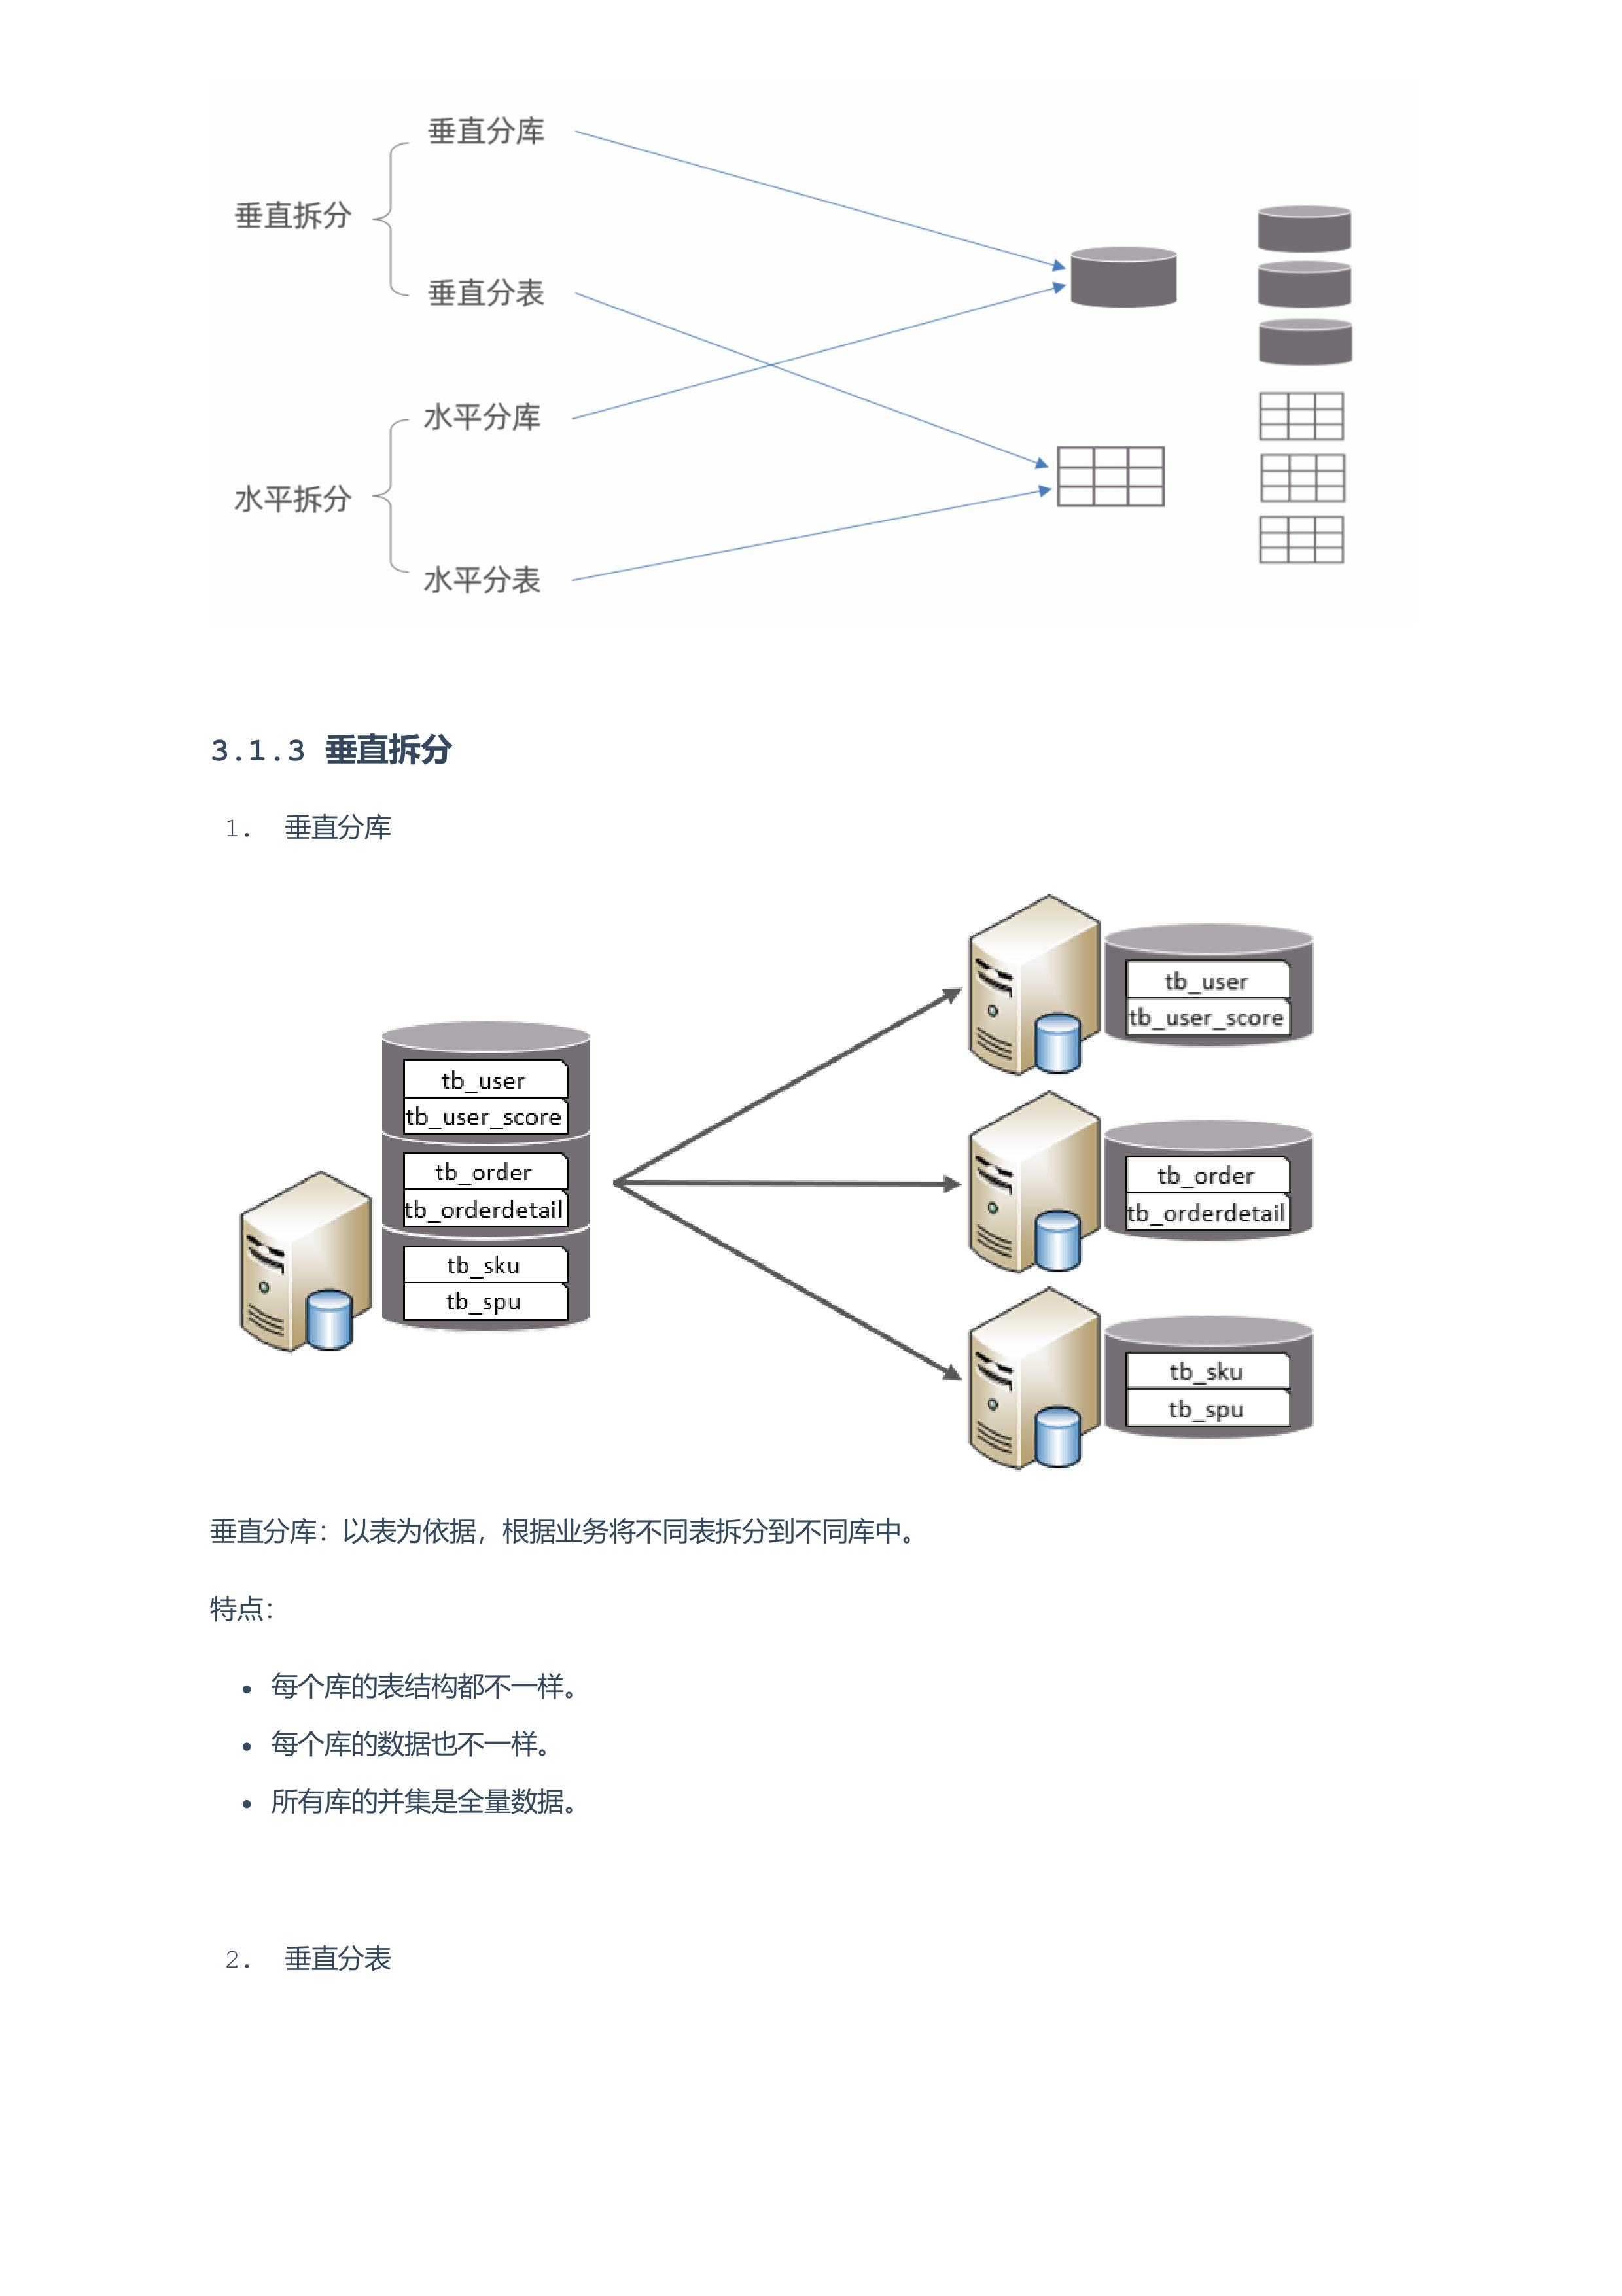 垂直分库
垂直拆分
垂直分表
水平分库
水平拆分
水平分表
3.1.3 垂直拆分
1. 垂直分库
tb_user
tb_user_score
tb_order
tb_orderdetail
tb_sku
tb_spu
tb_user
tb_user_score
tb_order
tb_orderdetail
tb_sku
tb_spu
垂直分库：以表为依据，根据业务将不同表拆分到不同库中。
特点：
• 每个库的表结构都不一样。
• 每个库的数据也不一样。
• 所有库的并集是全量数据。
2. 垂直分表